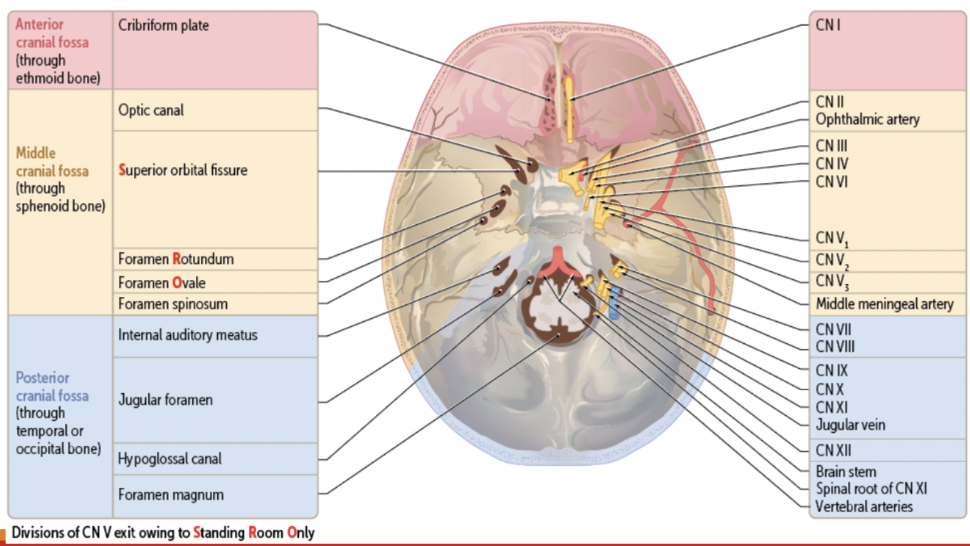 Anterior
cranial fossa
(through
ethmoid bone)
Cribriform plate
CN I
Middle
cranial fossa
(through
sphenoid bone)
Optic canal
CN II
Ophthalmic artery
Superior orbital fissure
CN III
CN IV
CN VI
CN V1
Foramen Rotundum
CN V2
Foramen Ovale
CN V3
Foramen spinosum
Middle meningeal artery
Posterior
cranial fossa
(through
temporal or
occipital bone)
Internal auditory meatus
CN VII
CN VIII
Jugular foramen
CN IX
CN X
CN XI
Jugular vein
Hypoglossal canal
CN XII
Foramen magnum
Brain stem
Spinal root of CN XI
Vertebral arteries
Divisions of CN V exit owing to Standing Room Only